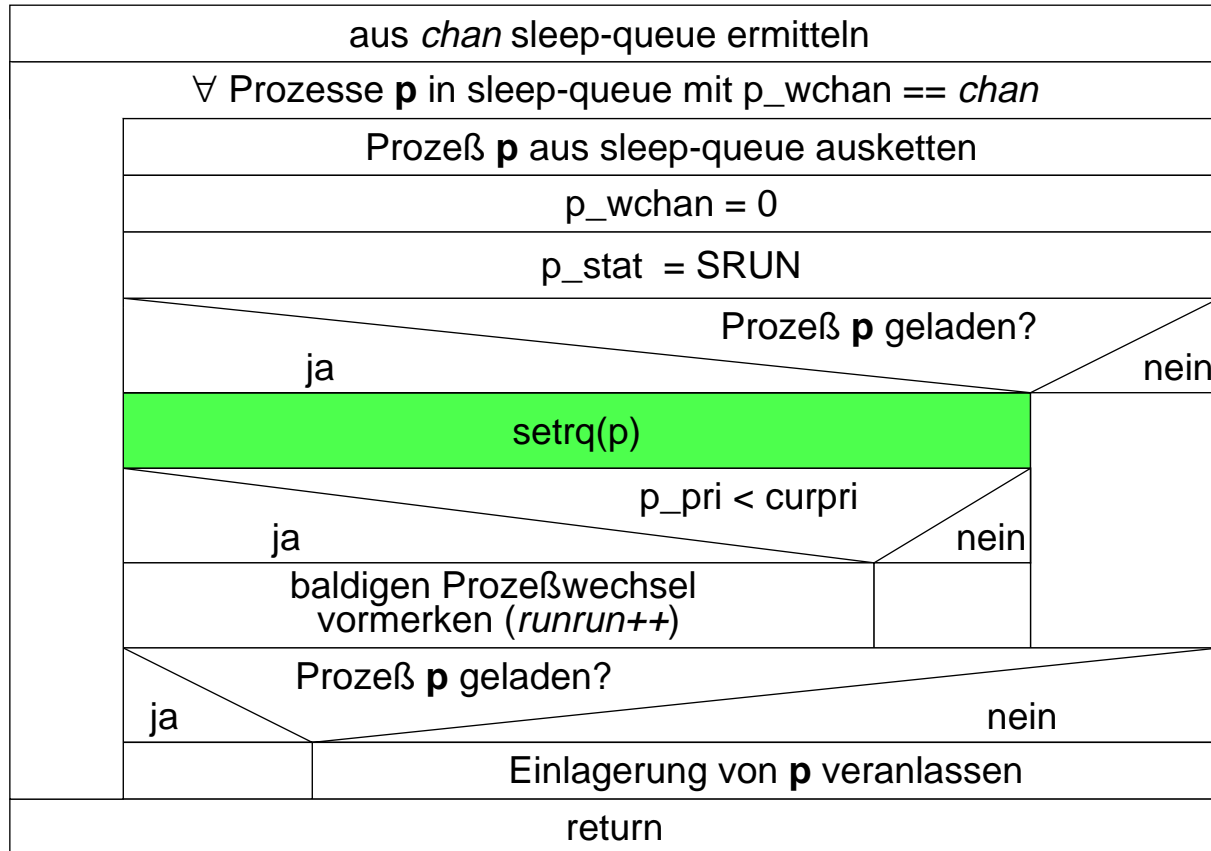 aus chan sleep-queue ermitteln
∀ Prozesse p in sleep-queue mit p_wchan == chan
Prozeß p aus sleep-queue ausketten
p_wchan = 0
p_stat = SRUN
Prozeß p geladen?
ja
nein
setrq(p)
p_pri < curpri
ja
nein
baldigen Prozeßwechsel
vormerken (runrun++)
Prozeß p geladen?
ja
nein
Einlagerung von p veranlassen
return